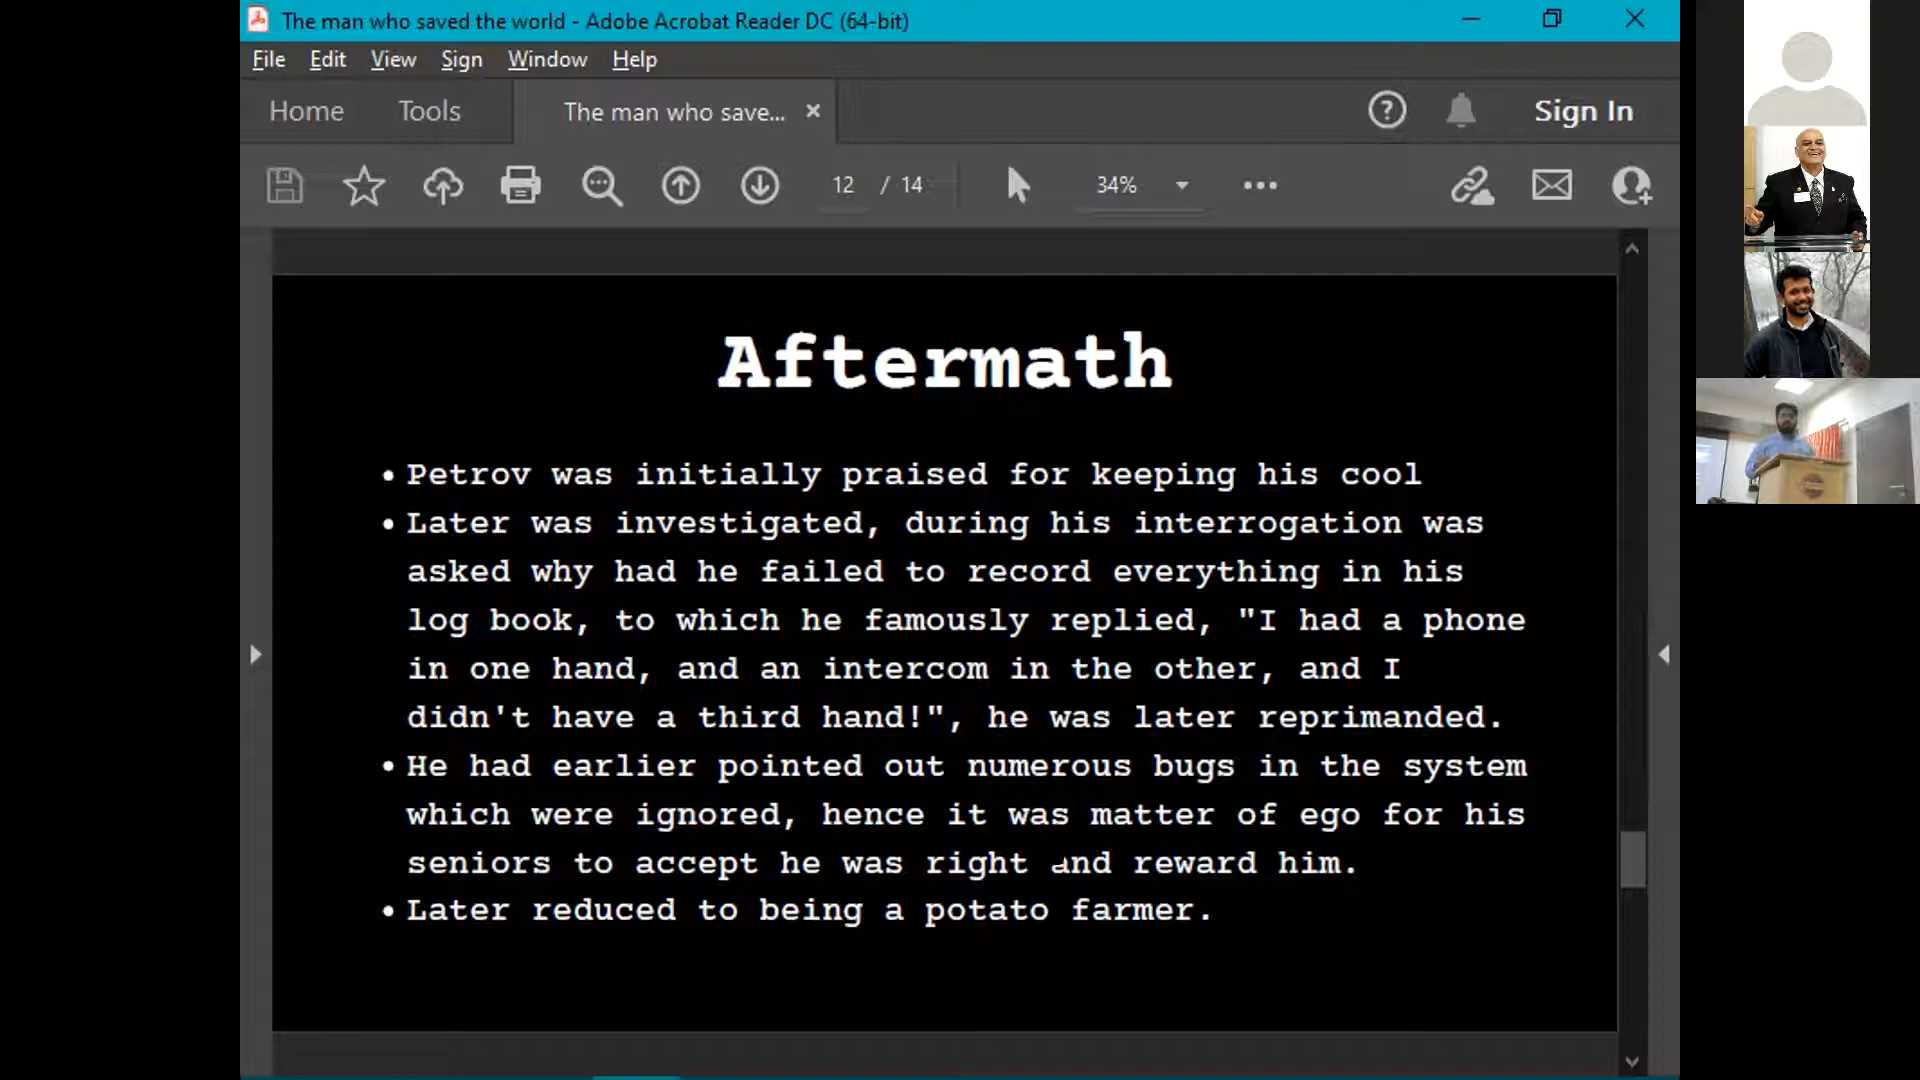 The man who saved the world - Adobe Acrobat Reader DC (64-bit)
File Edit View Sign Window Help
Home Tools The man who save... Sign In
12 / 14 34%
Aftermath
• Petrov was initially praised for keeping his cool
• Later was investigated, during his interrogation was
asked why had he failed to record everything in his
log book, to which he famously replied, "I had a phone
in one hand, and an intercom in the other, and I
didn't have a third hand!", he was later reprimanded.
• He had earlier pointed out numerous bugs in the system
which were ignored, hence it was matter of ego for his
seniors to accept he was right and reward him.
• Later reduced to being a potato farmer.